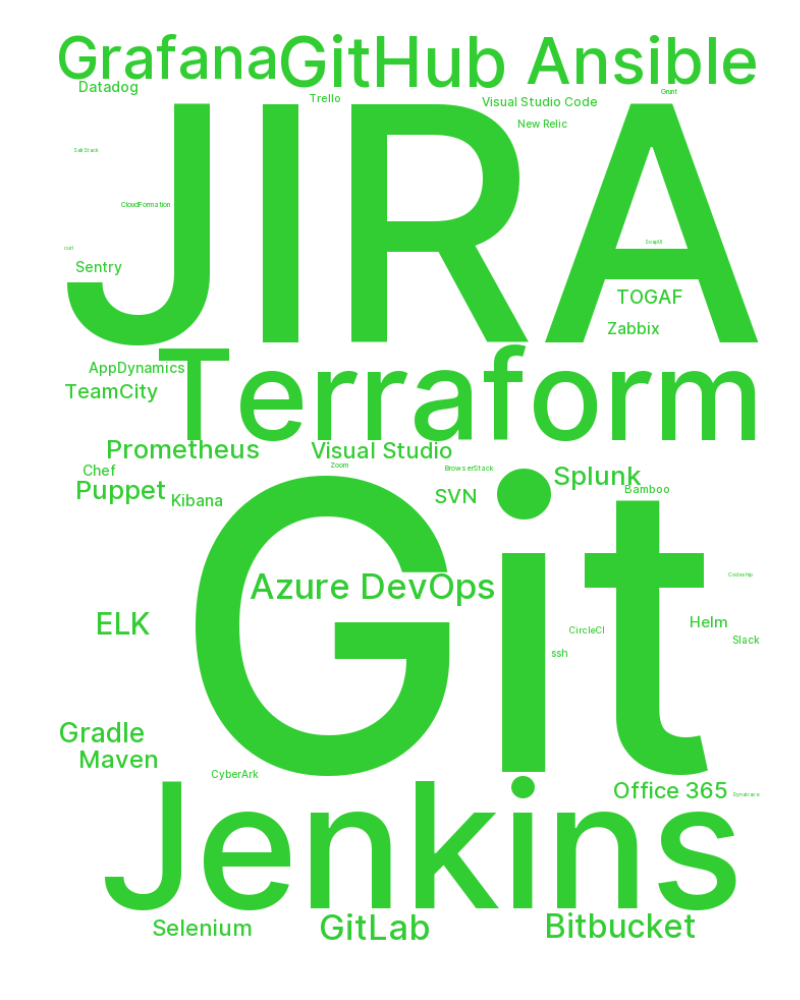 Grafana
GitHub
Ansible
Datadog
Trello
Visual Studio Code
Grunt
New Relic
JIRA
SaltStack
CloudFormation
SoapUI
curl
Sentry
TOGAF
Zabbix
Terraform
AppDynamics
TeamCity
Prometheus
Visual Studio
Zoom
BrowserStack
Chef
Splunk
Puppet
Kibana
SVN
Bamboo
Git
Azure DevOps
Codeship
ELK
CircleCI
Helm
Slack
ssh
Gradle
Maven
CyberArk
Office 365
Jenkins
Selenium
GitLab
Bitbucket